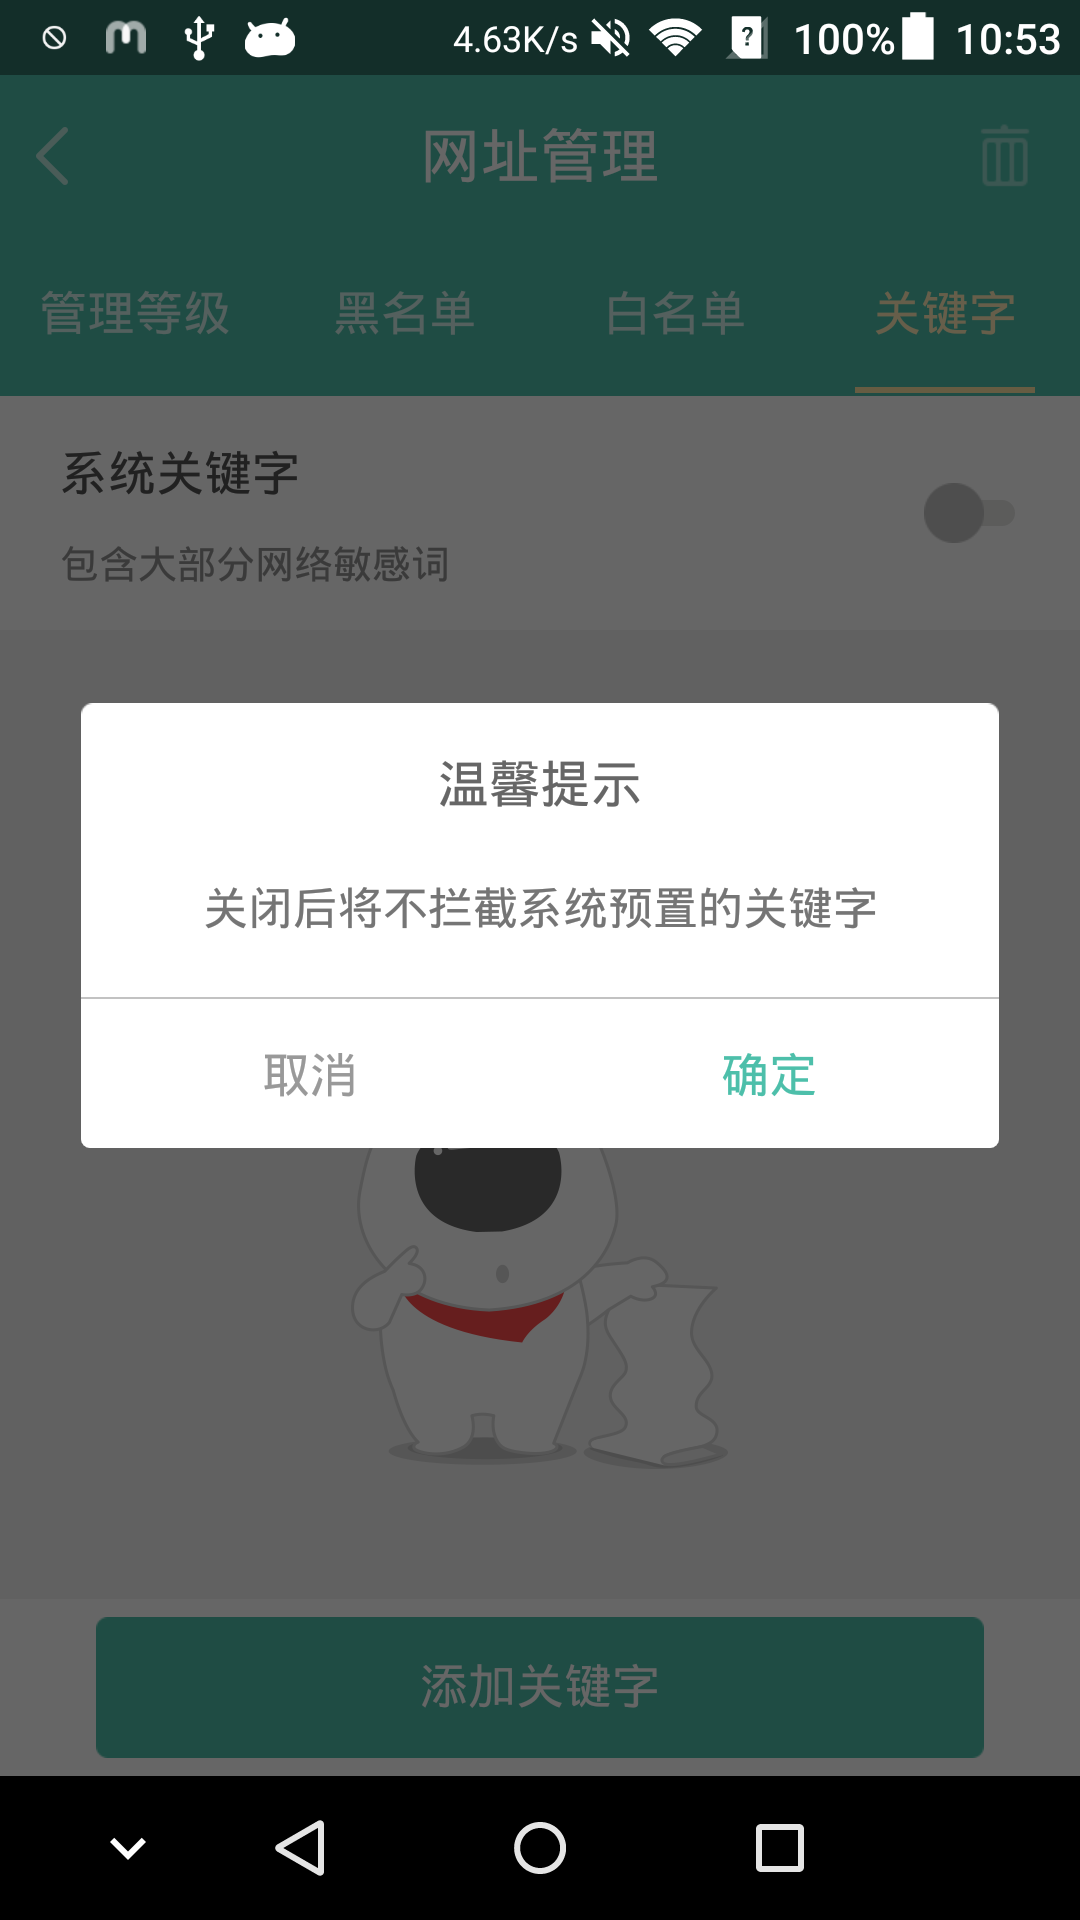 4.63K/s 100% 10:53
网址管理
管理等级 黑名单 白名单 关键字
系统关键字
包含大部分网络敏感词
温馨提示
关闭后将不拦截系统预置的关键字
取消 确定
添加关键字